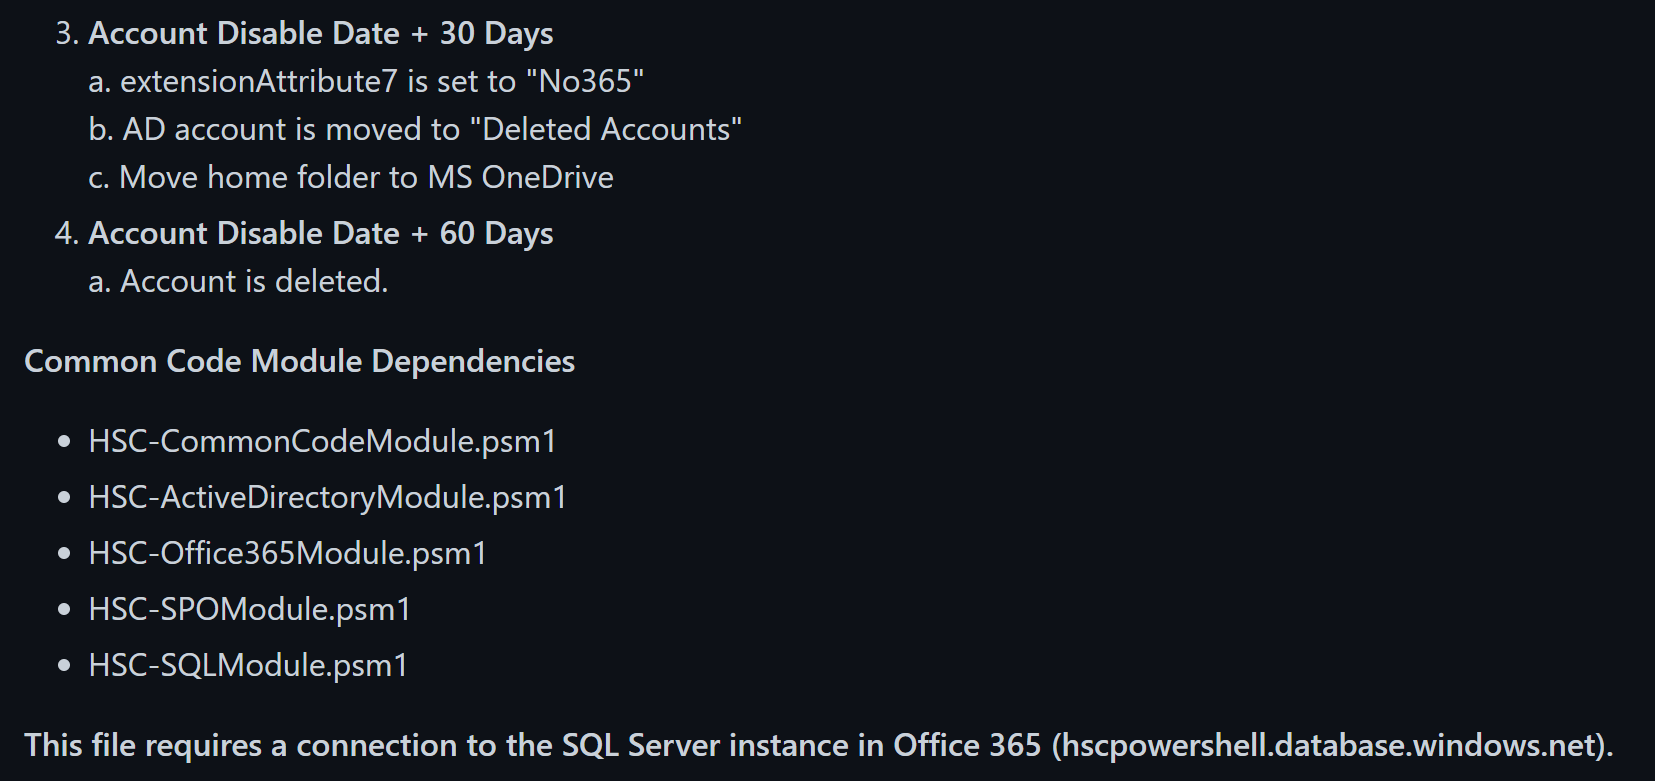 3. Account Disable Date + 30 Days
a. extensionAttribute7 is set to "No365"
b. AD account is moved to "Deleted Accounts"
c. Move home folder to MS OneDrive
4. Account Disable Date + 60 Days
a. Account is deleted.
Common Code Module Dependencies
• HSC-CommonCodeModule.psm1
• HSC-ActiveDirectoryModule.psm1
• HSC-Office365Module.psm1
• HSC-SPOModule.psm1
• HSC-SQLModule.psm1
This file requires a connection to the SQL Server instance in Office 365 (hscpowershell.database.windows.net).